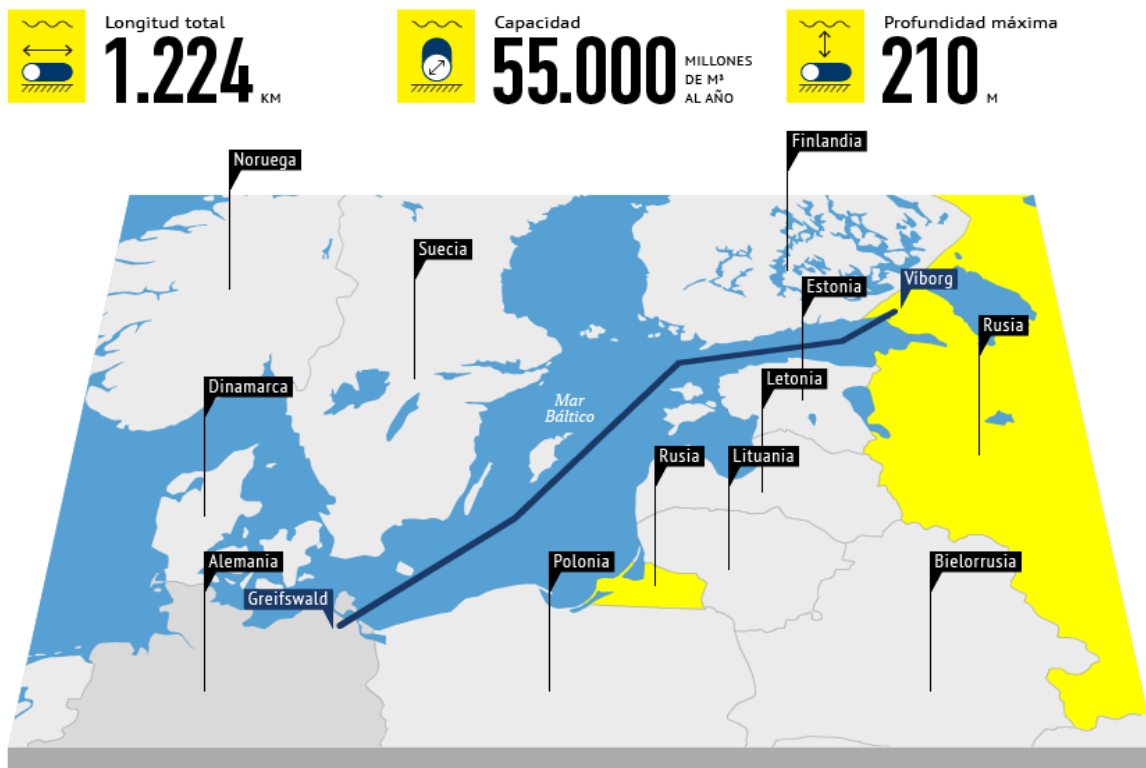 Longitud total
1.224 KM
Capacidad
55.000 MILLONES
DE M³
AL AÑO
Profundidad máxima
210 M
Finlandia
Noruega
Suecia
Víborg
Estonia
Rusia
Dinamarca
Letonia
Mar
Báltico
Rusia
Lituania
Alemania
Polonia
Bielorrusia
Greifswald